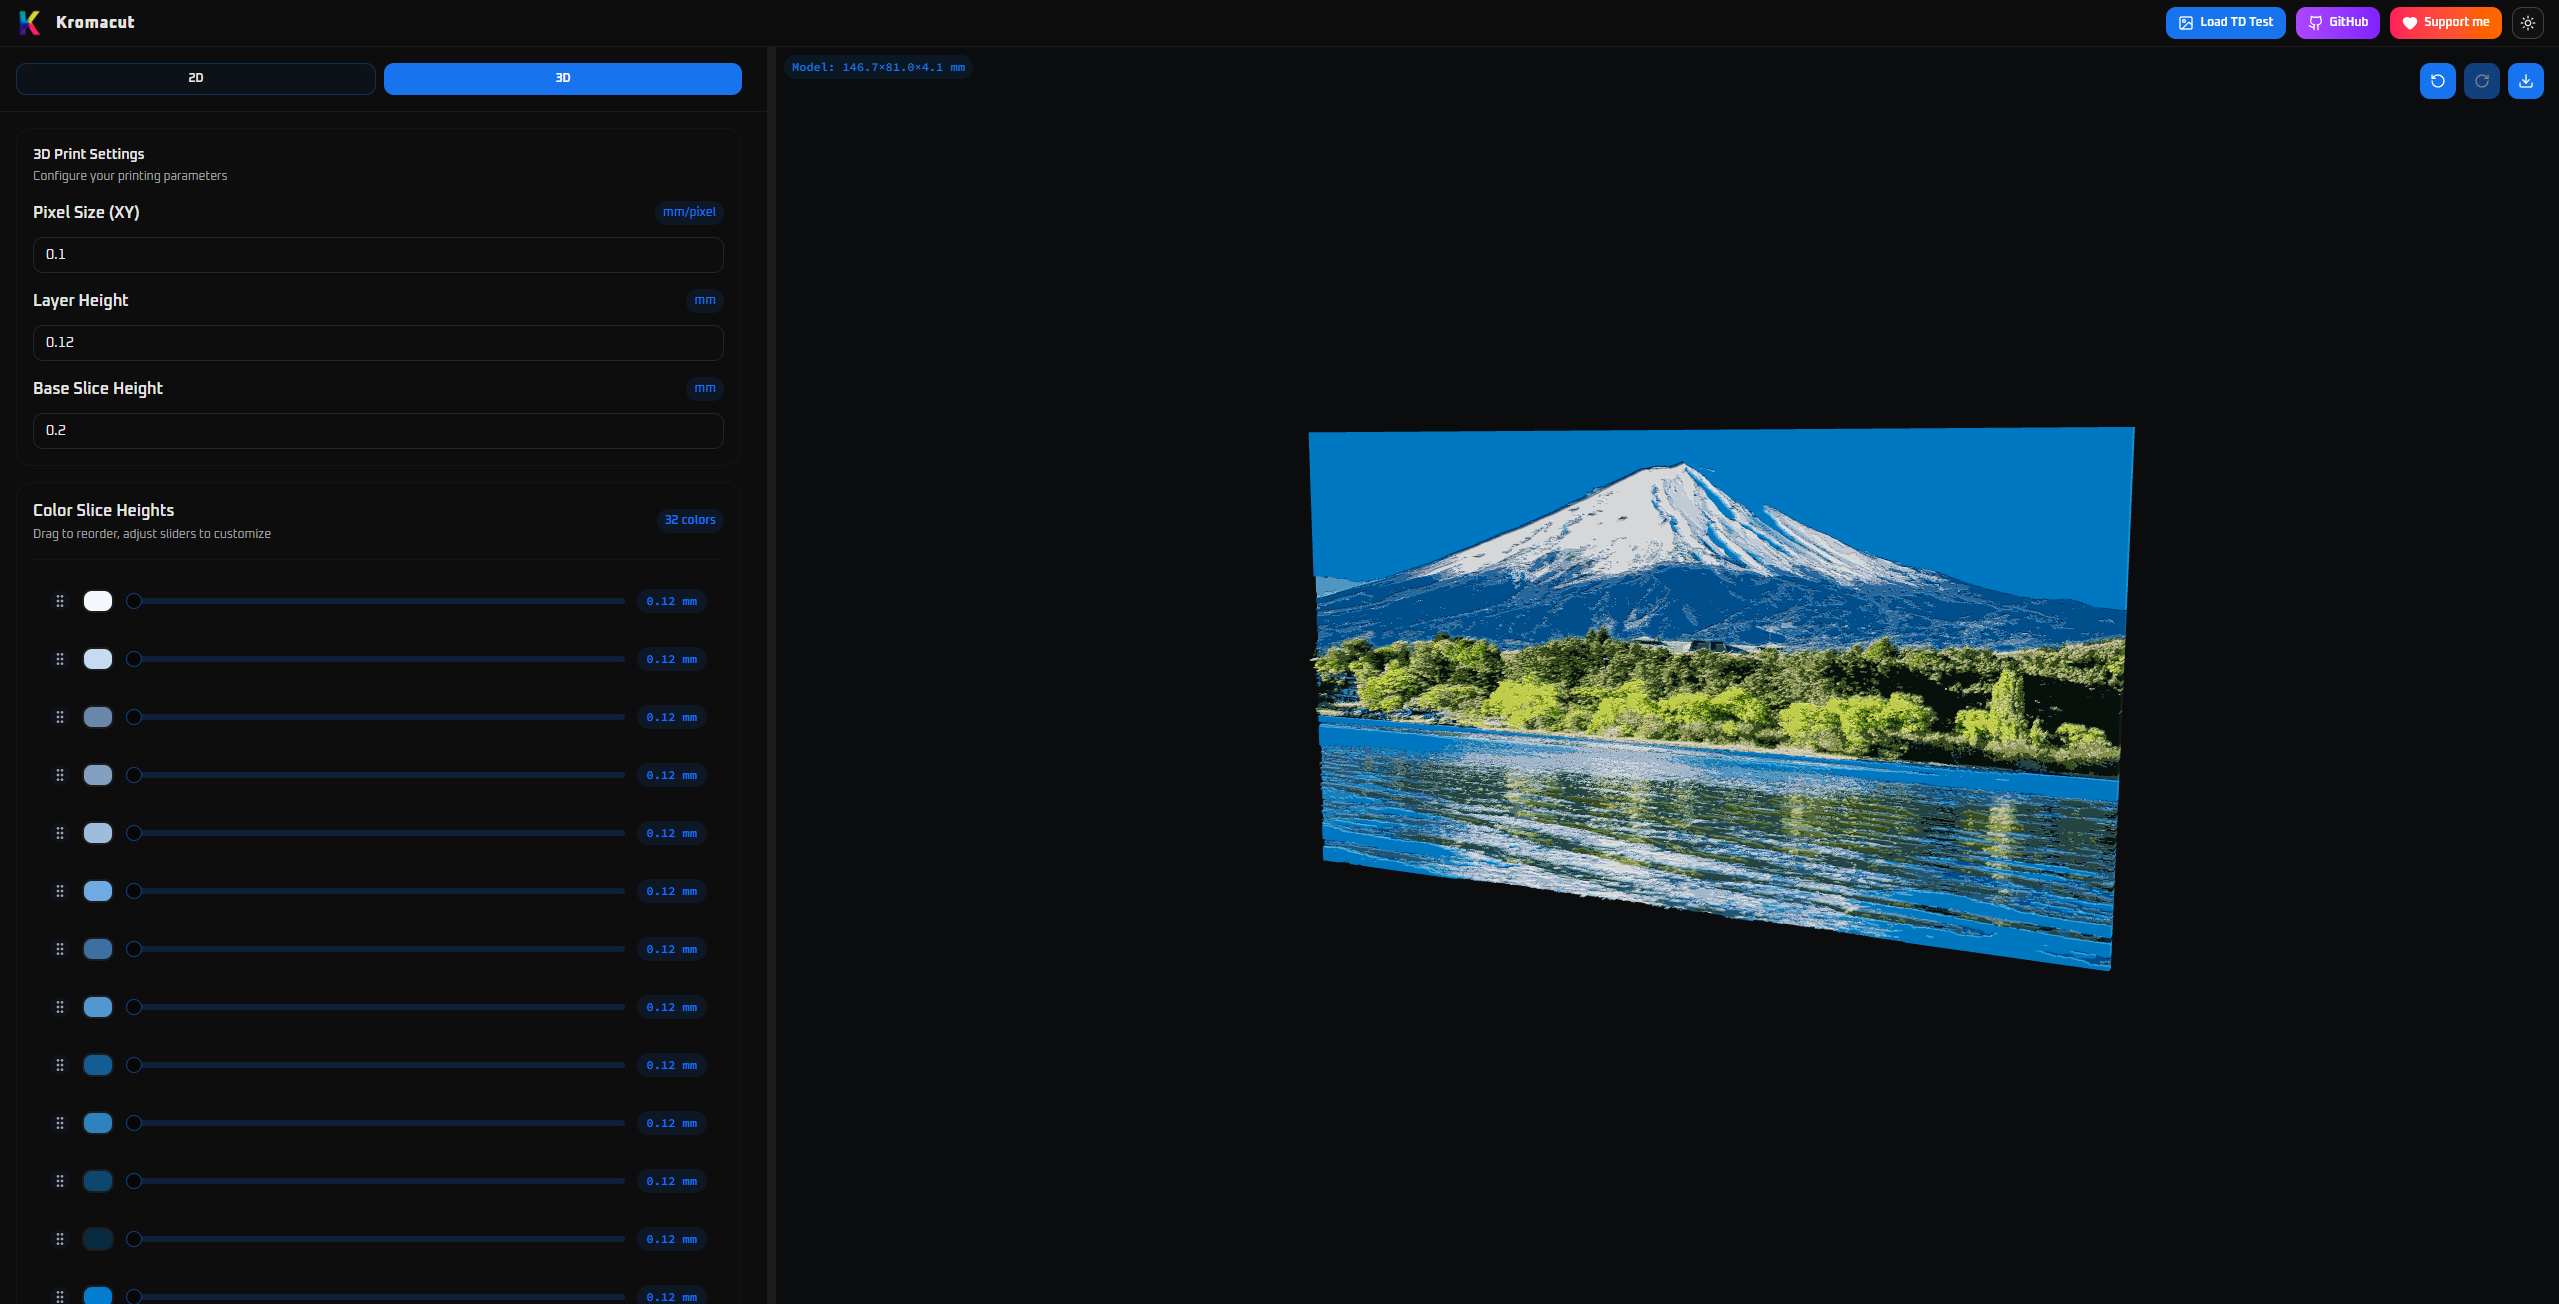 Kromacut
Load TD Test
GitHub
Support me
2D
3D
Model: 146.7×81.0×4.1 mm
3D Print Settings
Configure your printing parameters
Pixel Size (XY)
mm/pixel
0.1
Layer Height
mm
0.12
Base Slice Height
mm
0.2
Color Slice Heights
32 colors
Drag to reorder, adjust sliders to customize
0.12 mm
0.12 mm
0.12 mm
0.12 mm
0.12 mm
0.12 mm
0.12 mm
0.12 mm
0.12 mm
0.12 mm
0.12 mm
0.12 mm
0.12 mm